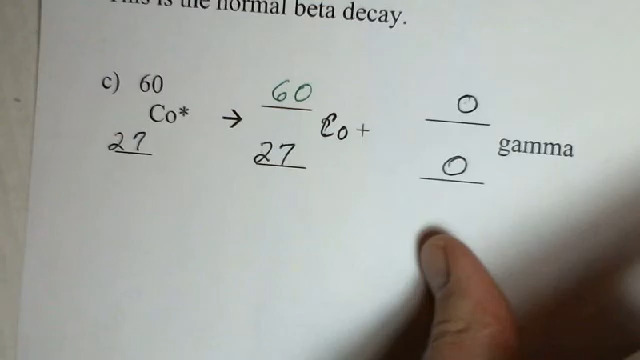 This is the normal beta decay.
c) 60 60 0
Co* → Co + gamma
27 27 0